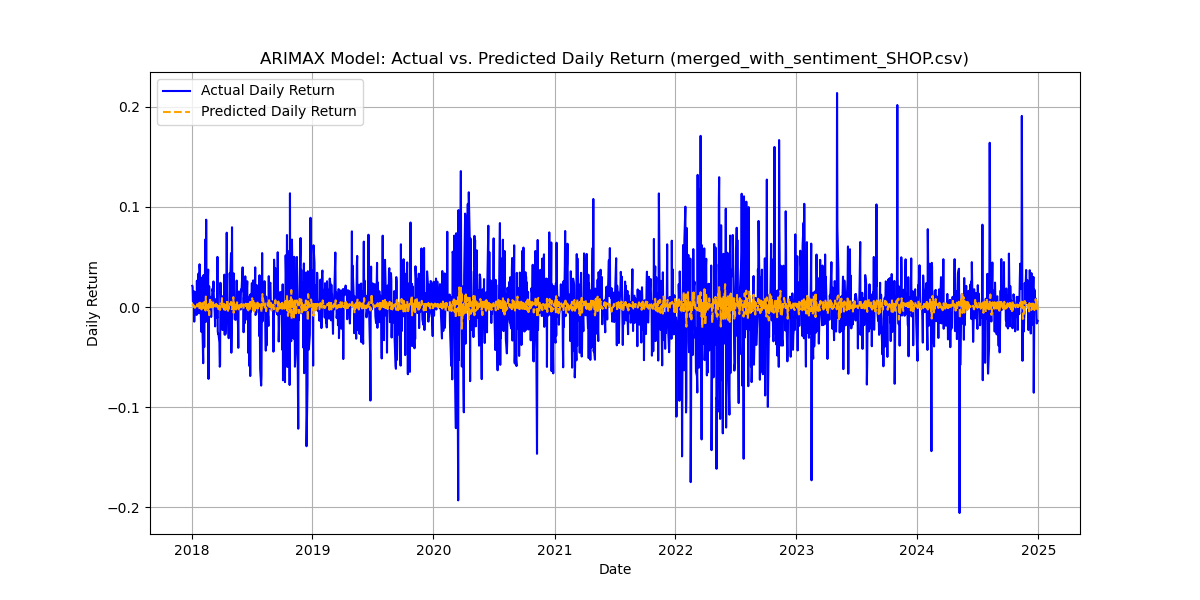 ARIMAX Model: Actual vs. Predicted Daily Return (merged_with_sentiment_SHOP.csv)
Actual Daily Return
Predicted Daily Return
0.2
0.1
0.0
−0.1
−0.2
Daily Return
2018 2019 2020 2021 2022 2023 2024 2025
Date